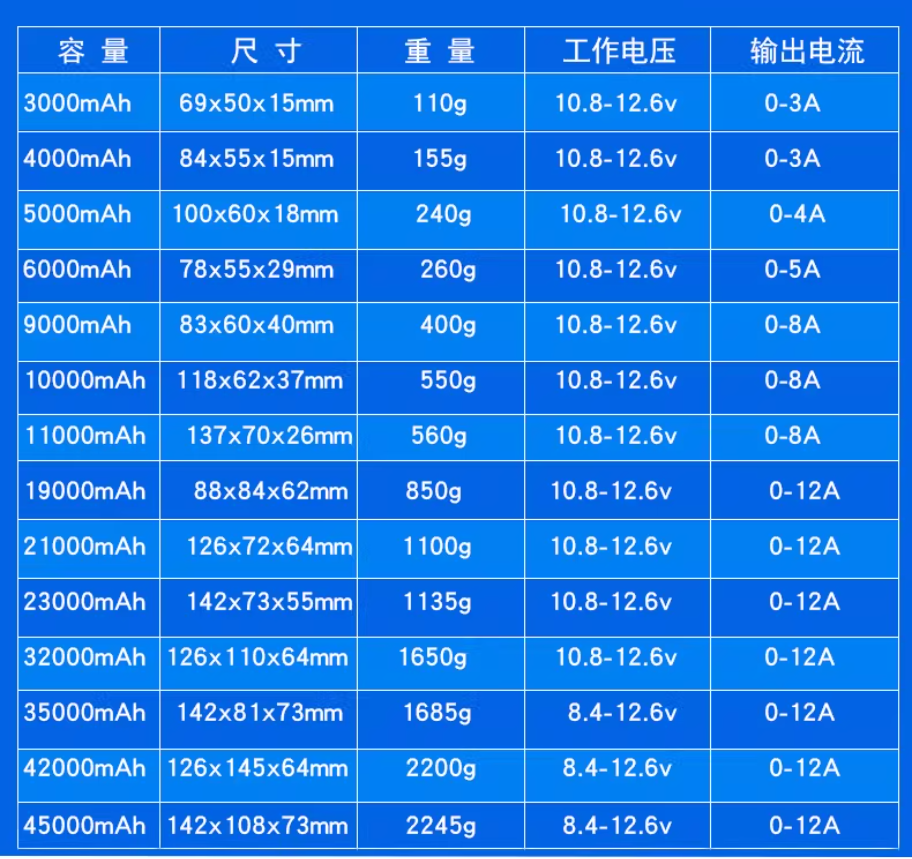 容 量 尺 寸 重 量 工作电压 输出电流
3000mAh 69x50x15mm 110g 10.8-12.6v 0-3A
4000mAh 84x55x15mm 155g 10.8-12.6v 0-3A
5000mAh 100x60x18mm 240g 10.8-12.6v 0-4A
6000mAh 78x55x29mm 260g 10.8-12.6v 0-5A
9000mAh 83x60x40mm 400g 10.8-12.6v 0-8A
10000mAh 118x62x37mm 550g 10.8-12.6v 0-8A
11000mAh 137x70x26mm 560g 10.8-12.6v 0-8A
19000mAh 88x84x62mm 850g 10.8-12.6v 0-12A
21000mAh 126x72x64mm 1100g 10.8-12.6v 0-12A
23000mAh 142x73x55mm 1135g 10.8-12.6v 0-12A
32000mAh 126x110x64mm 1650g 10.8-12.6v 0-12A
35000mAh 142x81x73mm 1685g 8.4-12.6v 0-12A
42000mAh 126x145x64mm 2200g 8.4-12.6v 0-12A
45000mAh 142x108x73mm 2245g 8.4-12.6v 0-12A